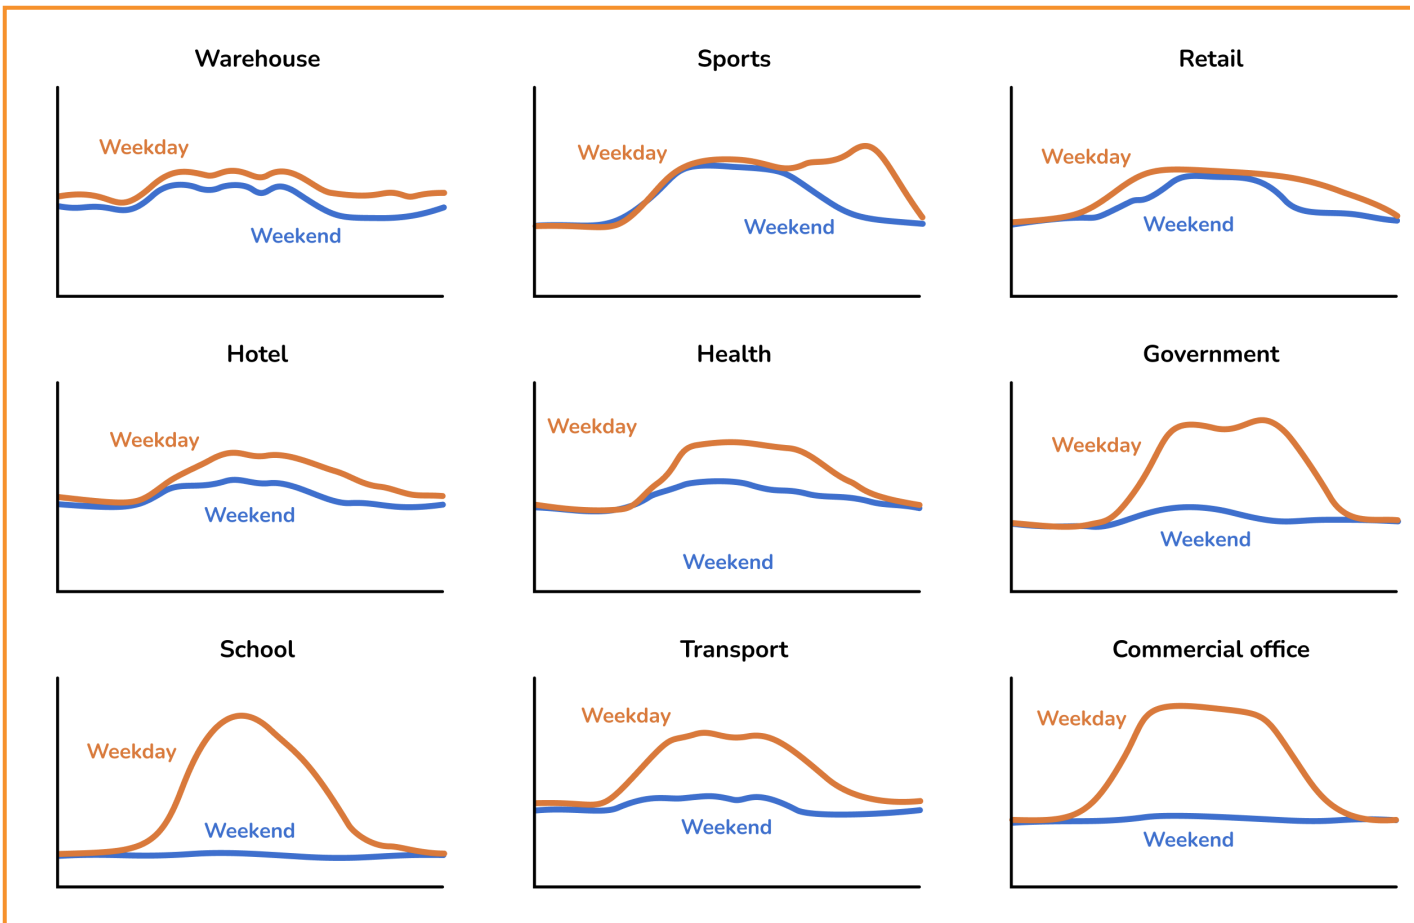 Warehouse
Weekday
Weekend
Sports
Weekday
Weekend
Retail
Weekday
Weekend
Hotel
Weekday
Weekend
Health
Weekday
Weekend
Government
Weekday
Weekend
School
Weekday
Weekend
Transport
Weekday
Weekend
Commercial office
Weekday
Weekend